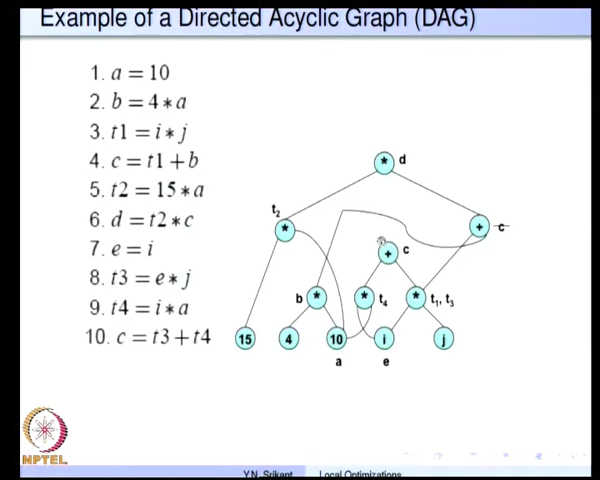 Example of a Directed Acyclic Graph (DAG)
1. a = 10
2. b = 4 * a
3. t1 = i * j
4. c = t1 + b
5. t2 = 15 * a
6. d = t2 * c
7. e = i
8. t3 = e * j
9. t4 = i * a
10. c = t3 + t4
* d
t2
*
+ c
+ c
b * * t4 * t1, t3
15 4 10 i j
a e
NPTEL
Y.N. Srikant Local Optimizations